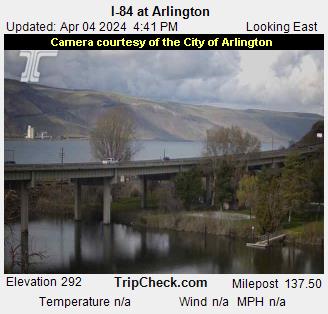 I-84 at Arlington
Updated: Apr 04 2024 4:41 PM Looking East
Camera courtesy of the City of Arlington
Elevation 292 TripCheck.com Milepost 137.50
Temperature n/a Wind n/a MPH n/a